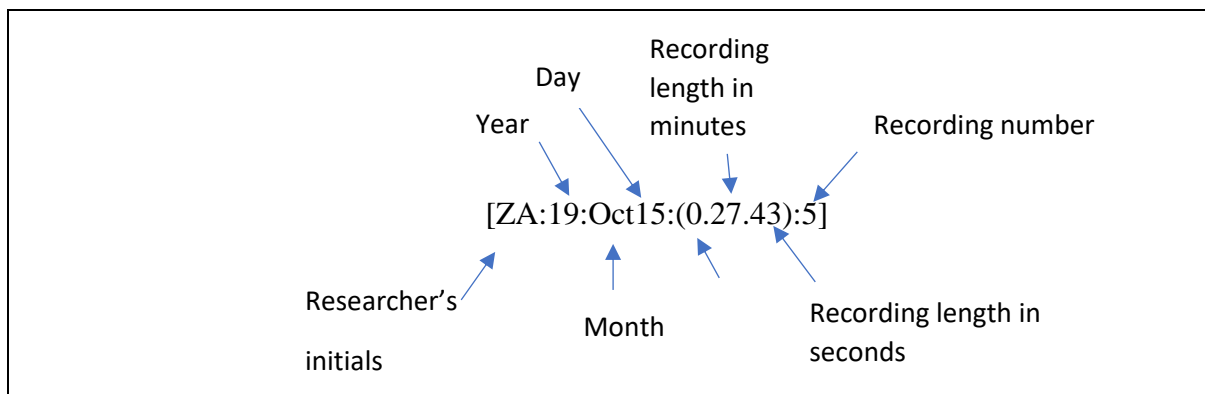 Recording
length in
minutes
Day
Year
Recording number
[ZA:19:Oct15:(0.27.43):5]
Researcher’s
initials
Month
Recording length in
seconds